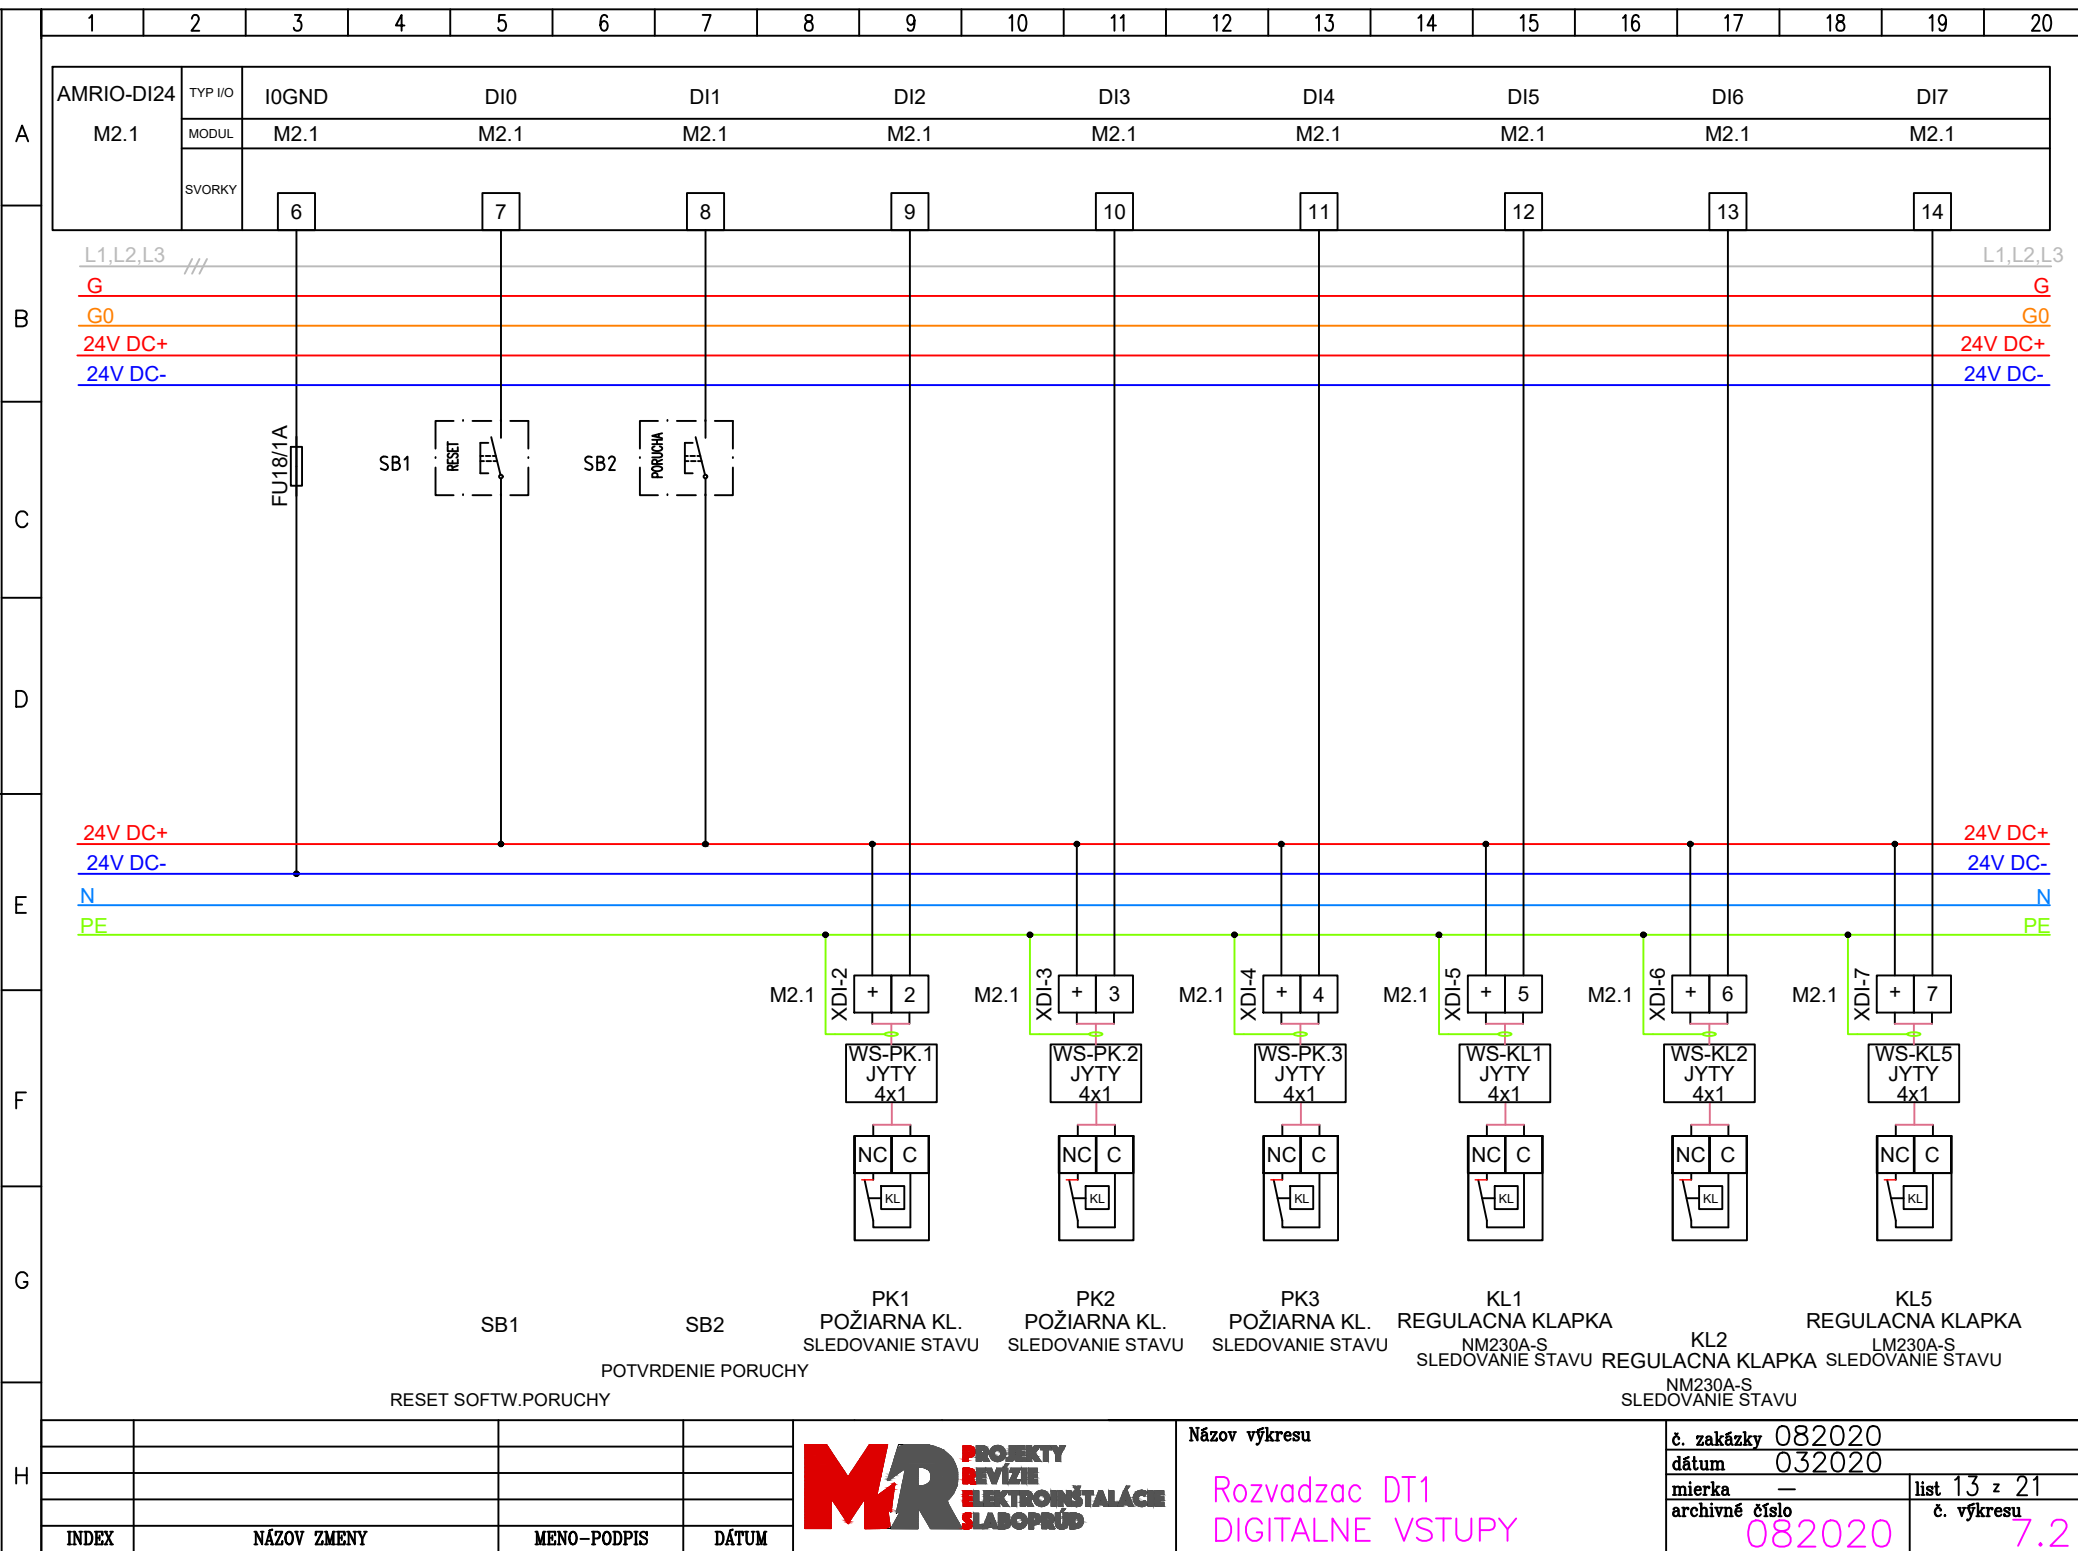 1 2 3 4 5 6 7 8 9 10 11 12 13 14 15 16 17 18 19 20
A
B
C
D
E
F
G
H
AMRIO-DI24 TYP I/O I0GND DI0 DI1 DI2 DI3 DI4 DI5 DI6 DI7
M2.1 MODUL M2.1 M2.1 M2.1 M2.1 M2.1 M2.1 M2.1 M2.1 M2.1
SVORKY
6 7 8 9 10 11 12 13 14
L1,L2,L3 L1,L2,L3
G G
G0 G0
24V DC+ 24V DC+
24V DC- 24V DC-
FU18/1A
SB1 RESET SB2 PORUCHA
24V DC+ 24V DC+
24V DC- 24V DC-
N N
PE PE
M2.1 XDI-2 + 2 M2.1 XDI-3 + 3 M2.1 XDI-4 + 4 M2.1 XDI-5 + 5 M2.1 XDI-6 + 6 M2.1 XDI-7 + 7
WS-PK.1 WS-PK.2 WS-PK.3 WS-KL1 WS-KL2 WS-KL5
JYTY JYTY JYTY JYTY JYTY JYTY
4x1 4x1 4x1 4x1 4x1 4x1
NC C NC C NC C NC C NC C NC C
KL KL KL KL KL KL
SB1
RESET SOFTW.PORUCHY
SB2
POTVRDENIE PORUCHY
PK1
POŽIARNA KL.
SLEDOVANIE STAVU
PK2
POŽIARNA KL.
SLEDOVANIE STAVU
PK3
POŽIARNA KL.
SLEDOVANIE STAVU
KL1
REGULACNA KLAPKA
NM230A-S
SLEDOVANIE STAVU
KL2
REGULACNA KLAPKA
NM230A-S
SLEDOVANIE STAVU
KL5
REGULACNA KLAPKA
LM230A-S
SLEDOVANIE STAVU
INDEX NÁZOV ZMENY MENO-PODPIS DÁTUM
MR
PROJEKTY
REVÍZIE
ELEKTROINŠTALÁCIE
SLABOPRÚD
Názov výkresu
Rozvadzac DT1
DIGITALNE VSTUPY
č. zakázky 082020
dátum 032020
mierka — list 13 z 21
archivné číslo č. výkresu
082020 7.2